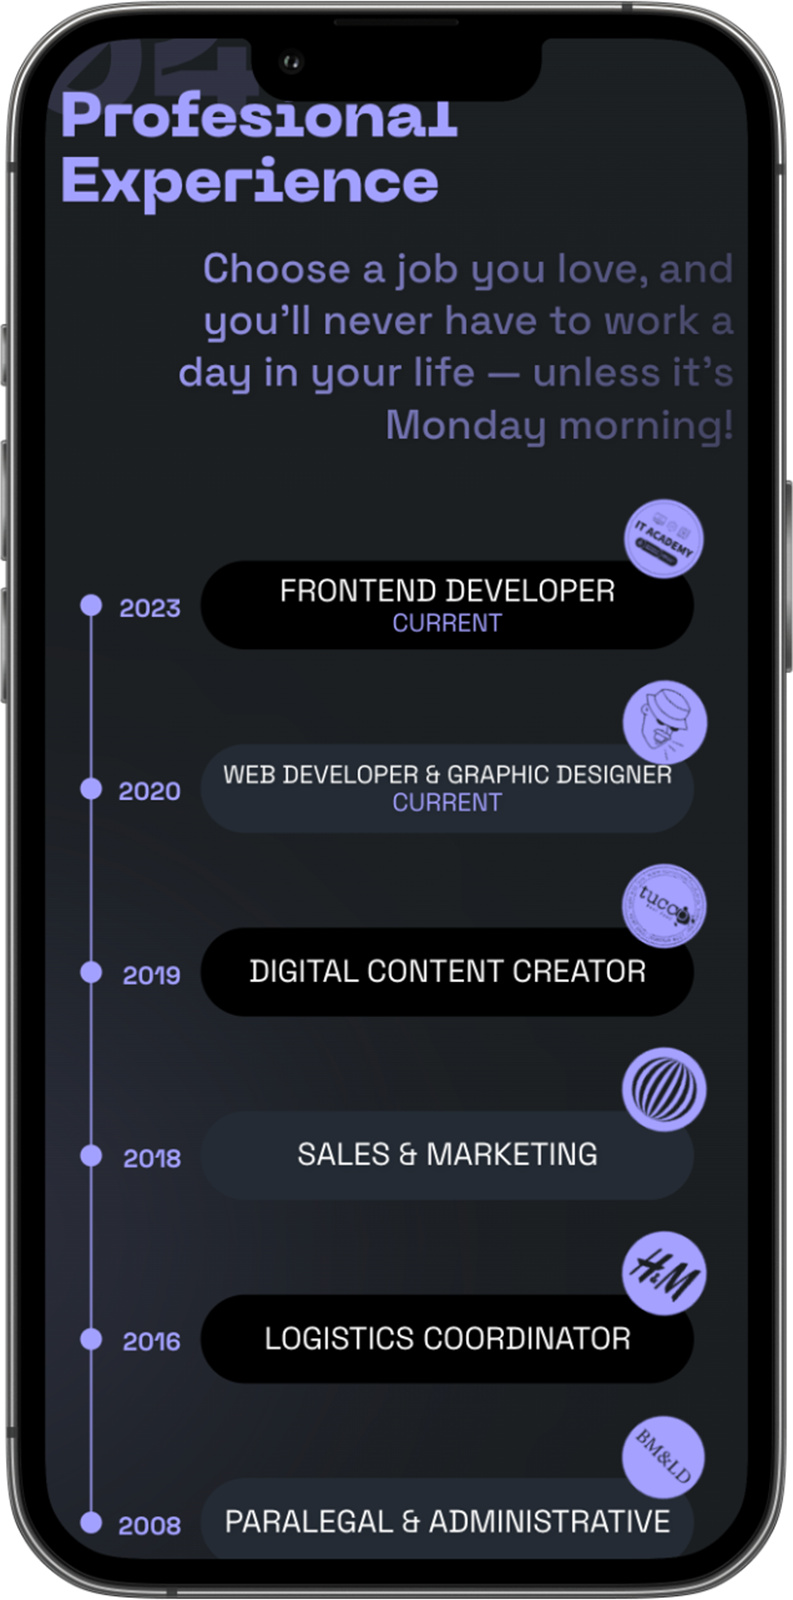 04
Profesional
Experience
Choose a job you love, and
you'll never have to work a
day in your life — unless it's
Monday morning!
IT ACADEMY
2023
FRONTEND DEVELOPER
CURRENT
2020
WEB DEVELOPER & GRAPHIC DESIGNER
CURRENT
tucco
2019
DIGITAL CONTENT CREATOR
2018
SALES & MARKETING
H&M
2016
LOGISTICS COORDINATOR
BM&LD
2008
PARALEGAL & ADMINISTRATIVE